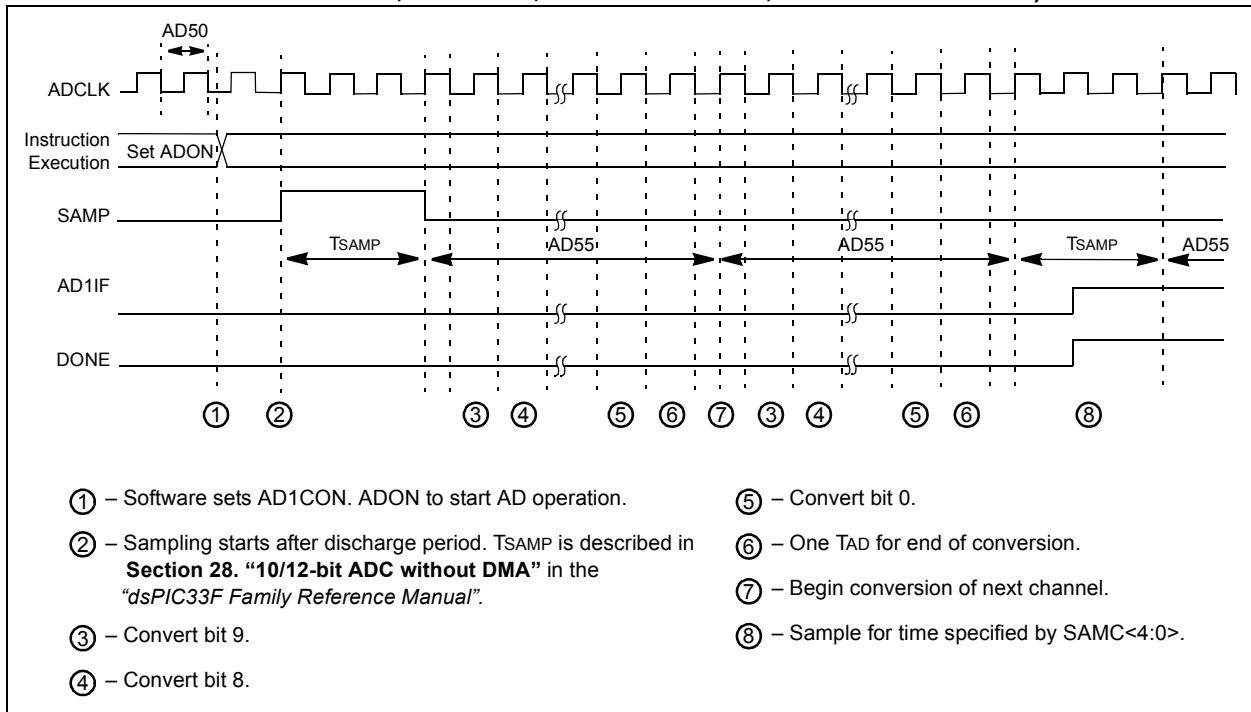 AD50
ADCLK
Instruction
Execution
Set ADON
SAMP
TSAMP
AD55
AD55
TSAMP
AD55
AD1IF
DONE
1 2 3 4 5 6 7 3 4 5 6 8
1 – Software sets AD1CON. ADON to start AD operation.
2 – Sampling starts after discharge period. TSAMP is described in
Section 28. “10/12-bit ADC without DMA” in the
“dsPIC33F Family Reference Manual”.
3 – Convert bit 9.
4 – Convert bit 8.
5 – Convert bit 0.
6 – One TAD for end of conversion.
7 – Begin conversion of next channel.
8 – Sample for time specified by SAMC<4:0>.